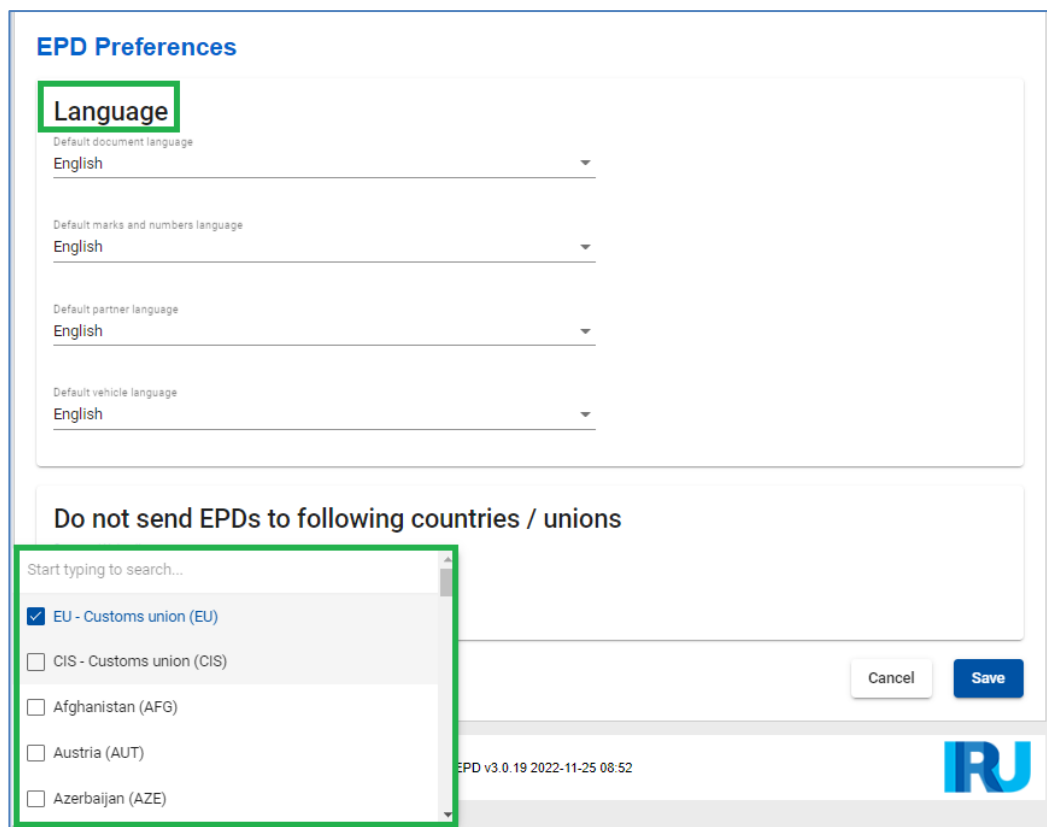 EPD Preferences
Language
Default document language
English
Default marks and numbers language
English
Default partner language
English
Default vehicle language
English
Do not send EPDs to following countries / unions
Start typing to search...
EU - Customs union (EU)
CIS - Customs union (CIS)
Afghanistan (AFG)
Austria (AUT)
Azerbaijan (AZE)
Cancel
Save
EPD v3.0.19 2022-11-25 08:52
IRU